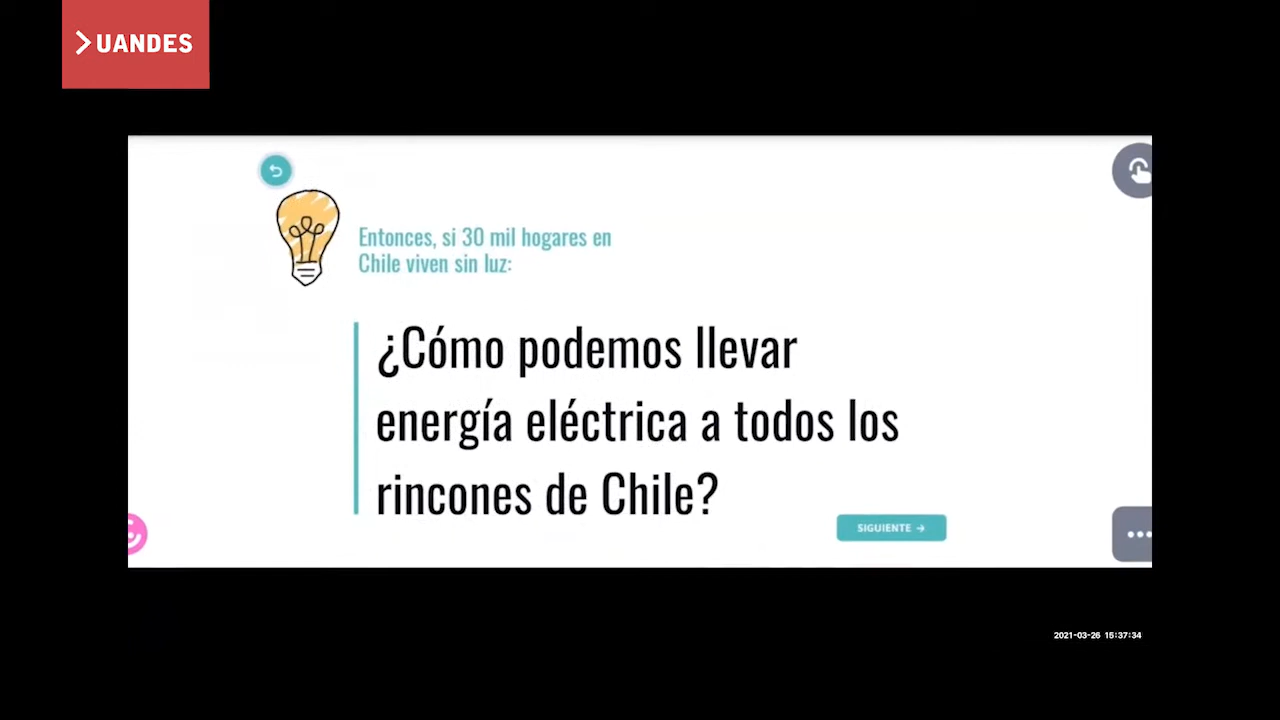 UANDES
Entonces, si 30 mil hogares en
Chile viven sin luz:
¿Cómo podemos llevar
energía eléctrica a todos los
rincones de Chile?
SIGUIENTE →
2021-03-26 15:37:34